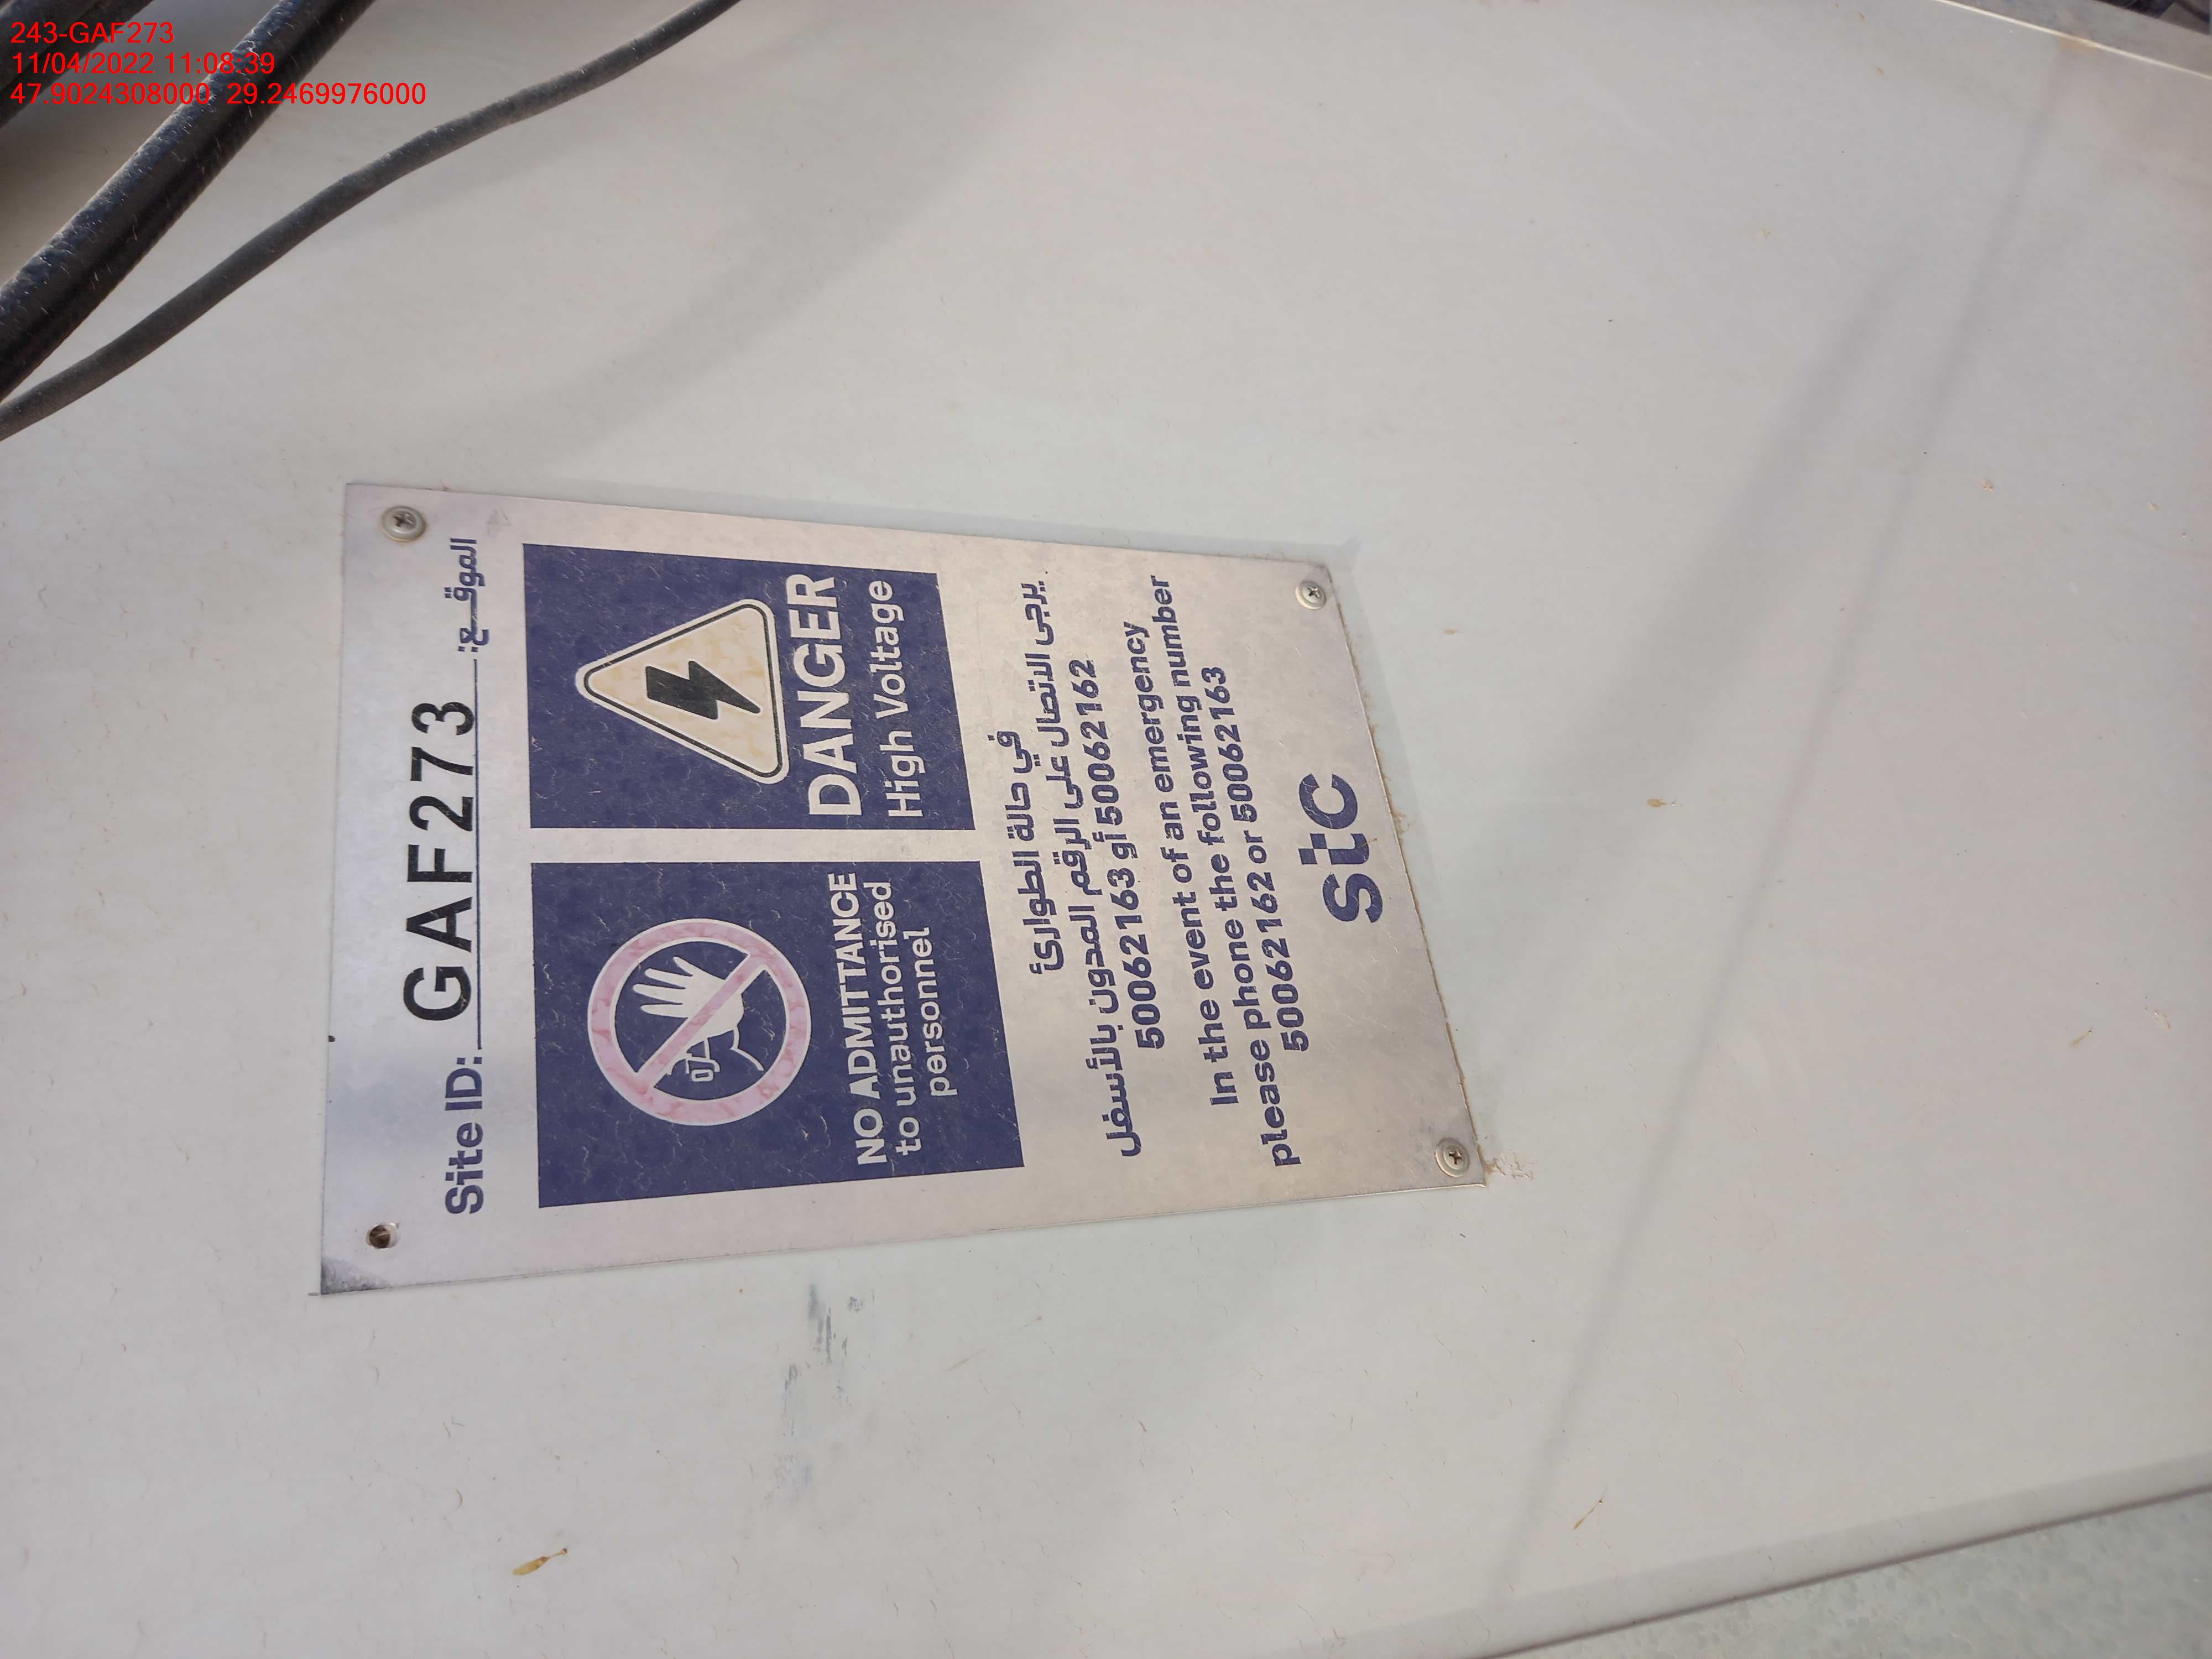 243-GAF273
11/04/2022 11:08:39
47.9024308000 29.2469976000
Site ID: GAF273 الموقـــع:
NO ADMITTANCE
to unauthorised
personnel
DANGER
High Voltage
في حالة الطوارئ
يرجى الاتصال على الرقم المدون بالأسفل
50062163 أو 50062162
In the event of an emergency
please phone the following number
50062162 or 50062163
stc